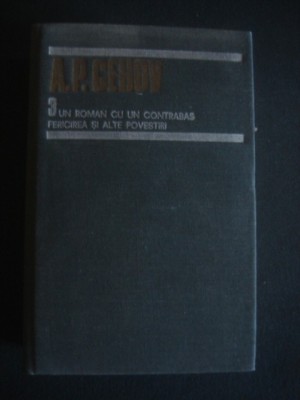 A.P. CEHOV
3 UN ROMAN CU UN CONTRABAS
FERICIREA ȘI ALTE POVESTIRI